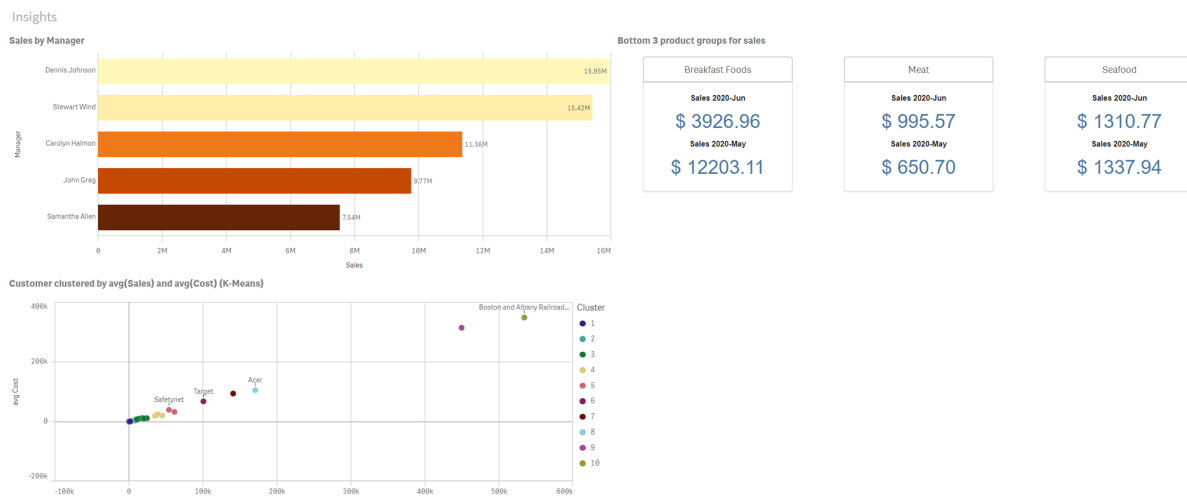 Insights
Sales by Manager
Manager
Dennis Johnson
15.95M
Stewart Wind
15.42M
Carolyn Halmon
11.36M
John Greg
9.77M
Samantha Allen
7.54M
0 2M 4M 6M 8M 10M 12M 14M 16M
Sales
Bottom 3 product groups for sales
Breakfast Foods
Sales 2020-Jun
$ 3926.96
Sales 2020-May
$ 12203.11
Meat
Sales 2020-Jun
$ 995.57
Sales 2020-May
$ 650.70
Seafood
Sales 2020-Jun
$ 1310.77
Sales 2020-May
$ 1337.94
Customer clustered by avg(Sales) and avg(Cost) (K-Means)
avg Cost
400k
200k
0
-200k
Boston and Albany Railroad...
Acer
Target
Safetynet
-100k 0 100k 200k 300k 400k 500k 600k
Cluster
1
2
3
4
5
6
7
8
9
10